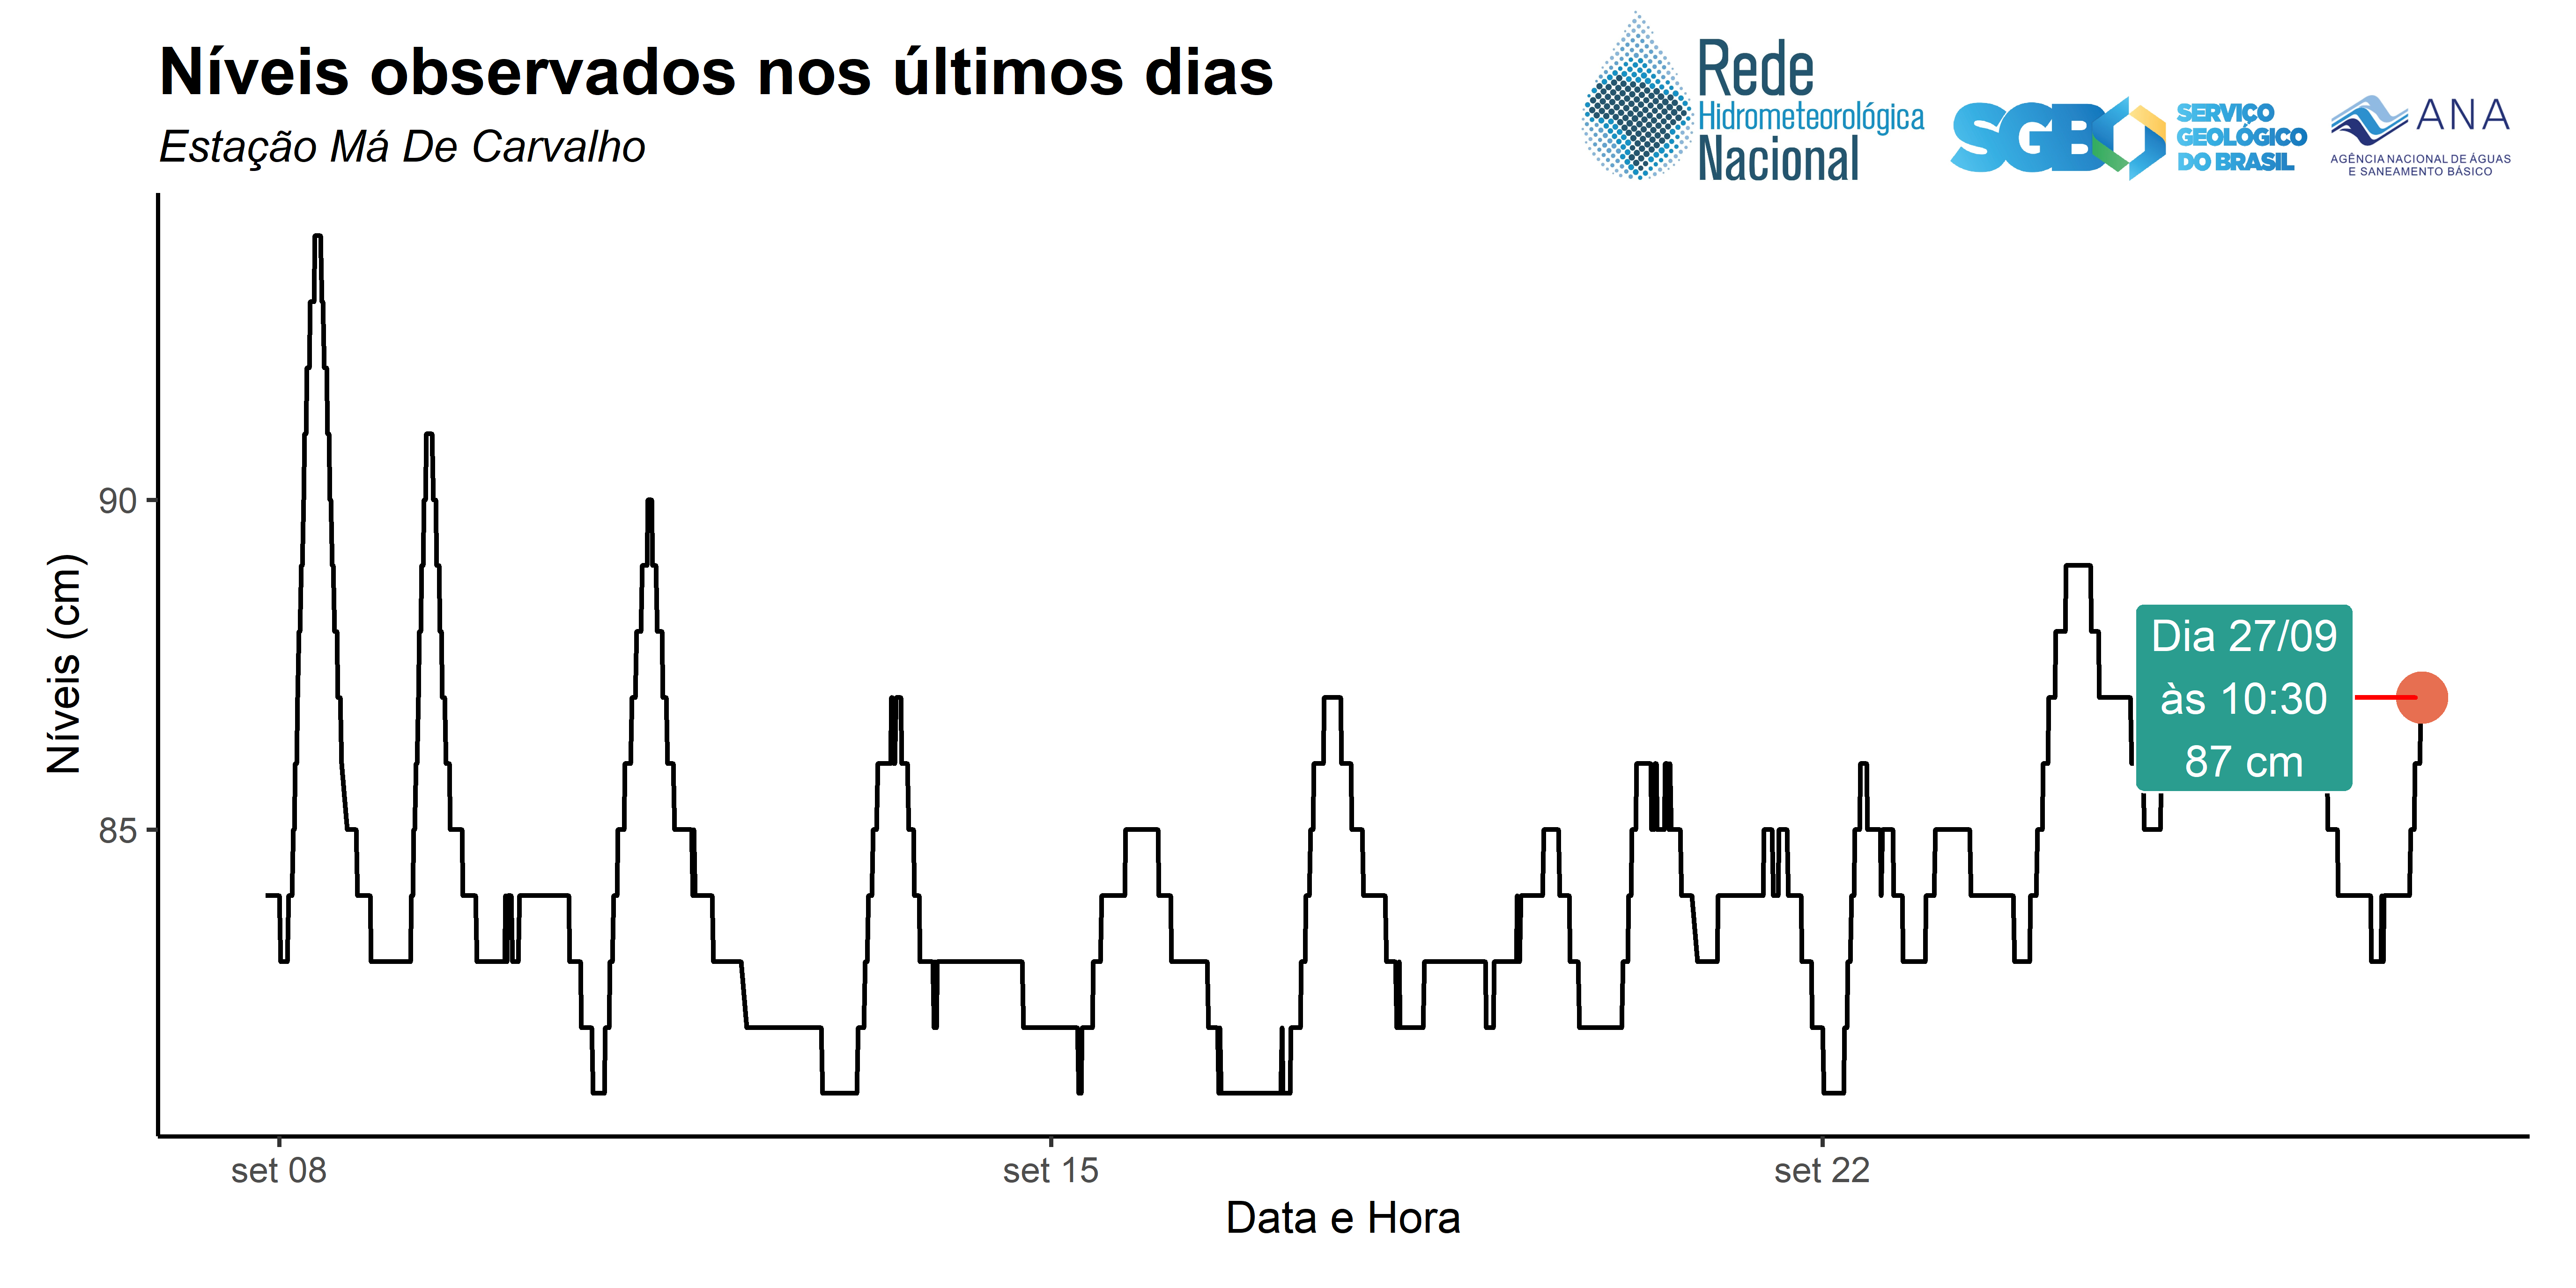 Níveis observados nos últimos dias
Estação Má De Carvalho
Rede
Hidrometeorológica
Nacional
SGB
SERVIÇO
GEOLÓGICO
DO BRASIL
ANA
AGÊNCIA NACIONAL DE ÁGUAS
E SANEAMENTO BÁSICO
Níveis (cm)
90
85
Dia 27/09
às 10:30
87 cm
set 08
set 15
set 22
Data e Hora